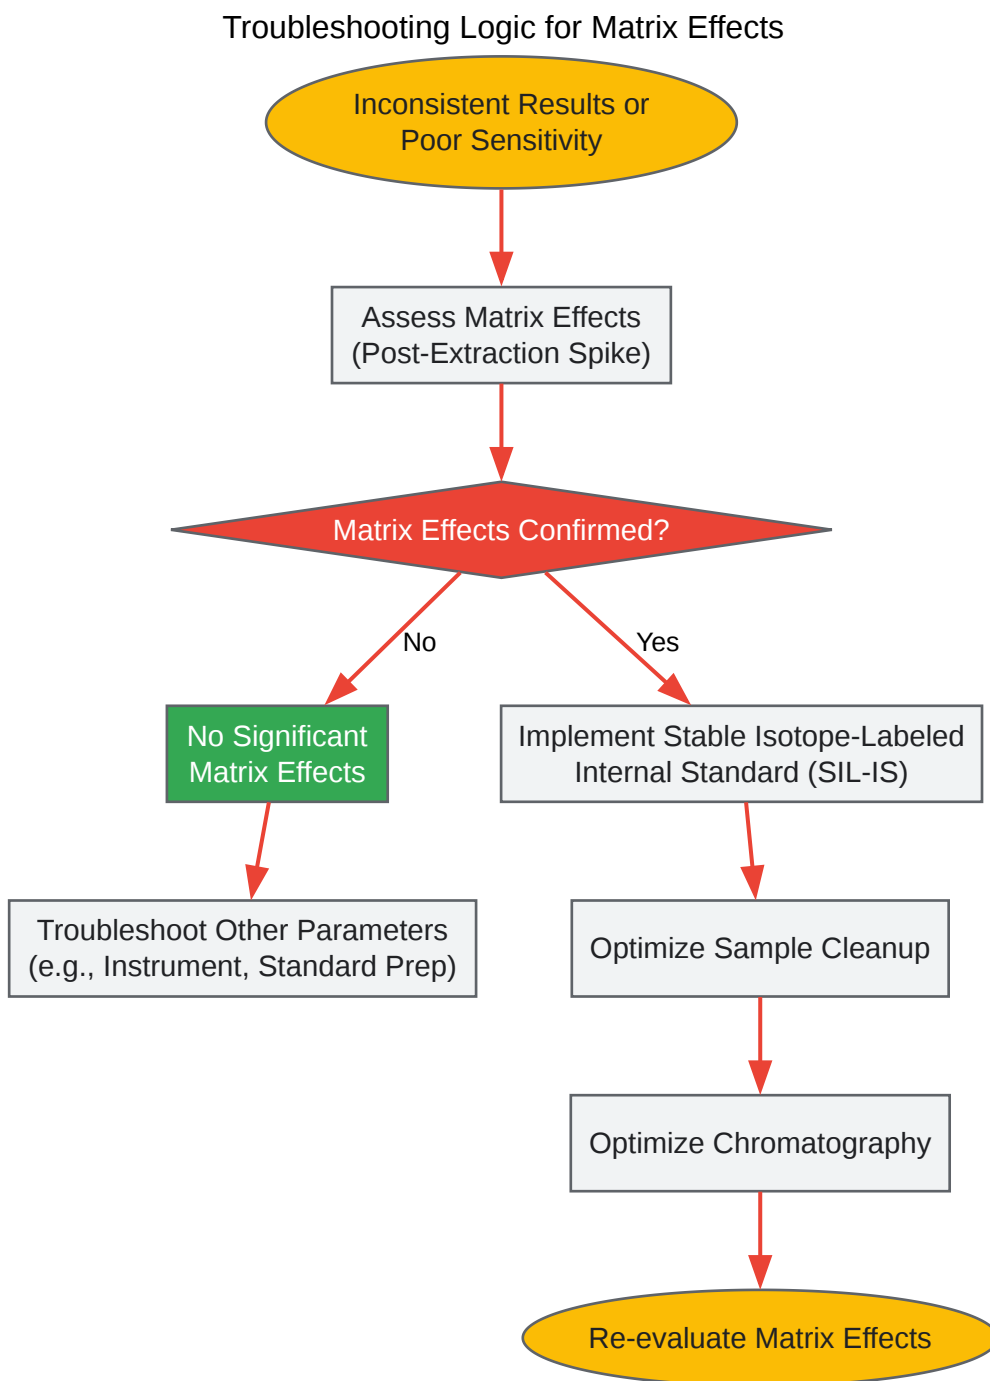 Troubleshooting Logic for Matrix Effects
Inconsistent Results or
Poor Sensitivity
Assess Matrix Effects
(Post-Extraction Spike)
Matrix Effects Confirmed?
No
Yes
No Significant
Matrix Effects
Implement Stable Isotope-Labeled
Internal Standard (SIL-IS)
Troubleshoot Other Parameters
(e.g., Instrument, Standard Prep)
Optimize Sample Cleanup
Optimize Chromatography
Re-evaluate Matrix Effects